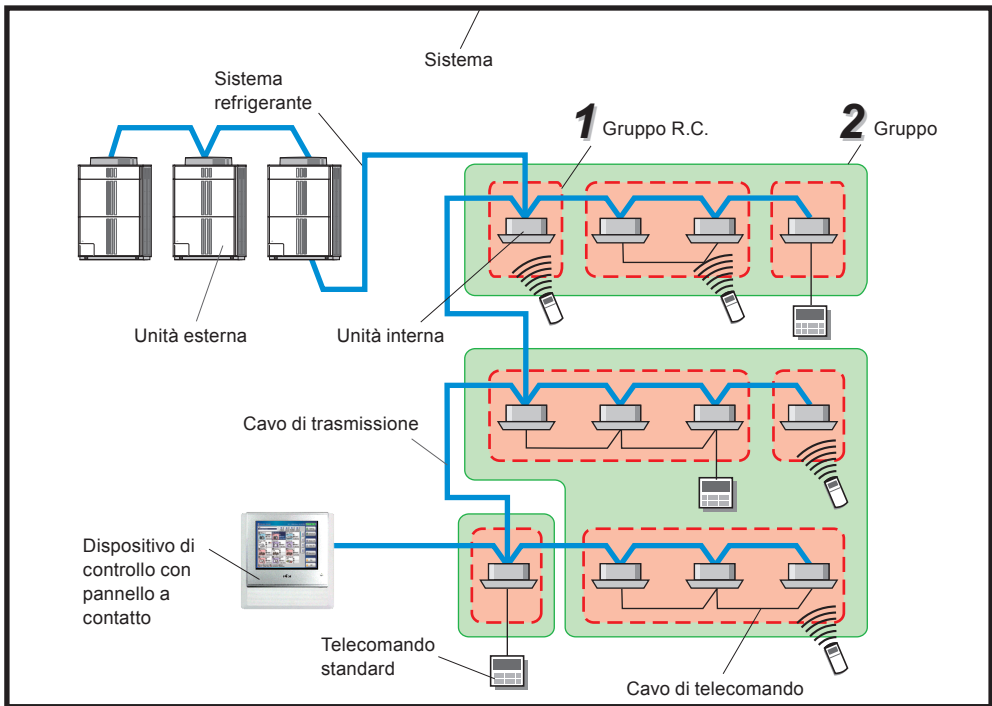 Sistema
Sistema
refrigerante
1 Gruppo R.C.
2 Gruppo
Unità esterna
Unità interna
Cavo di trasmissione
Dispositivo di
controllo con
pannello a
contatto
Telecomando
standard
Cavo di telecomando